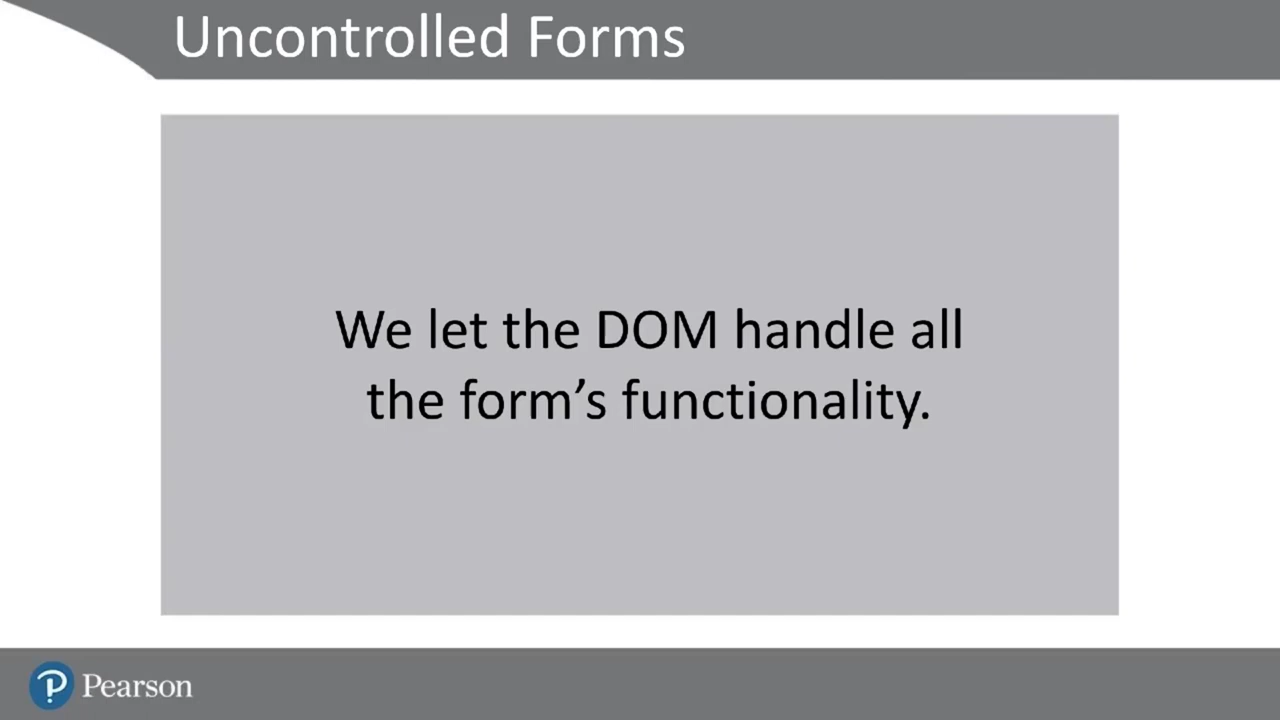 Uncontrolled Forms
We let the DOM handle all
the form’s functionality.
Pearson